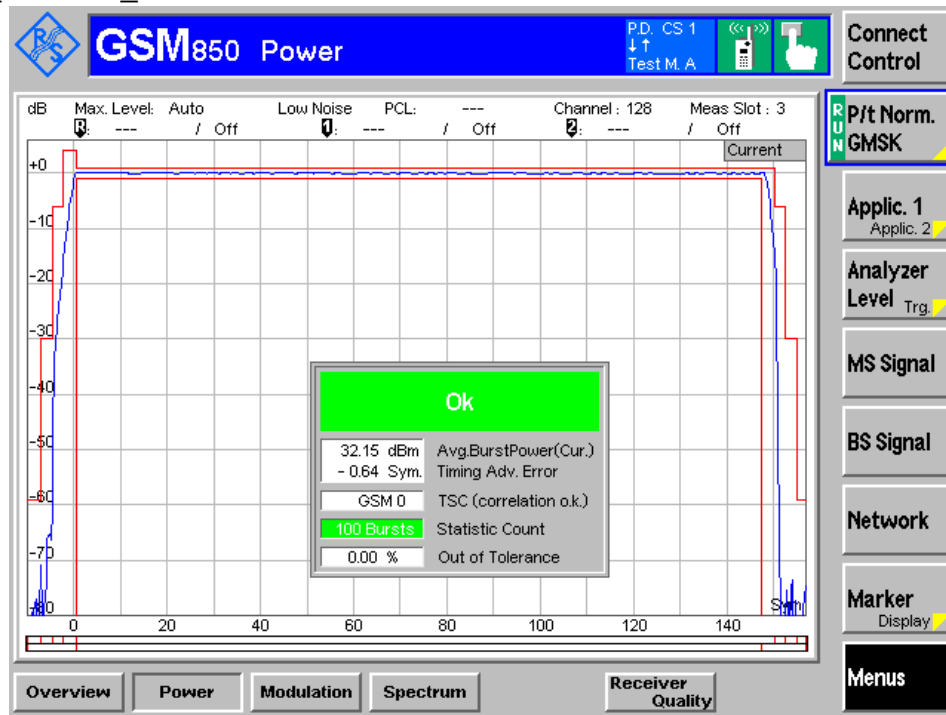 R&S
GSM850 Power
P.D. CS 1
↓↑
Test M. A
Connect
Control
dB Max. Level: Auto Low Noise PCL: --- Channel : 128 Meas Slot : 3
R: --- / Off 1: --- / Off 2: --- / Off
Current
RUN
P/t Norm.
GMSK
Applic. 1
Applic. 2
Analyzer
Level Trg.
MS Signal
BS Signal
Network
Marker
Display
Menus
+0
-10
-20
-30
-40
-50
-60
-70
-80
Ok
32.15 dBm Avg.BurstPower(Cur.)
- 0.64 Sym. Timing Adv. Error
GSM 0 TSC (correlation o.k.)
100 Bursts Statistic Count
0.00 % Out of Tolerance
Sym
0 20 40 60 80 100 120 140
Overview Power Modulation Spectrum Receiver
Quality